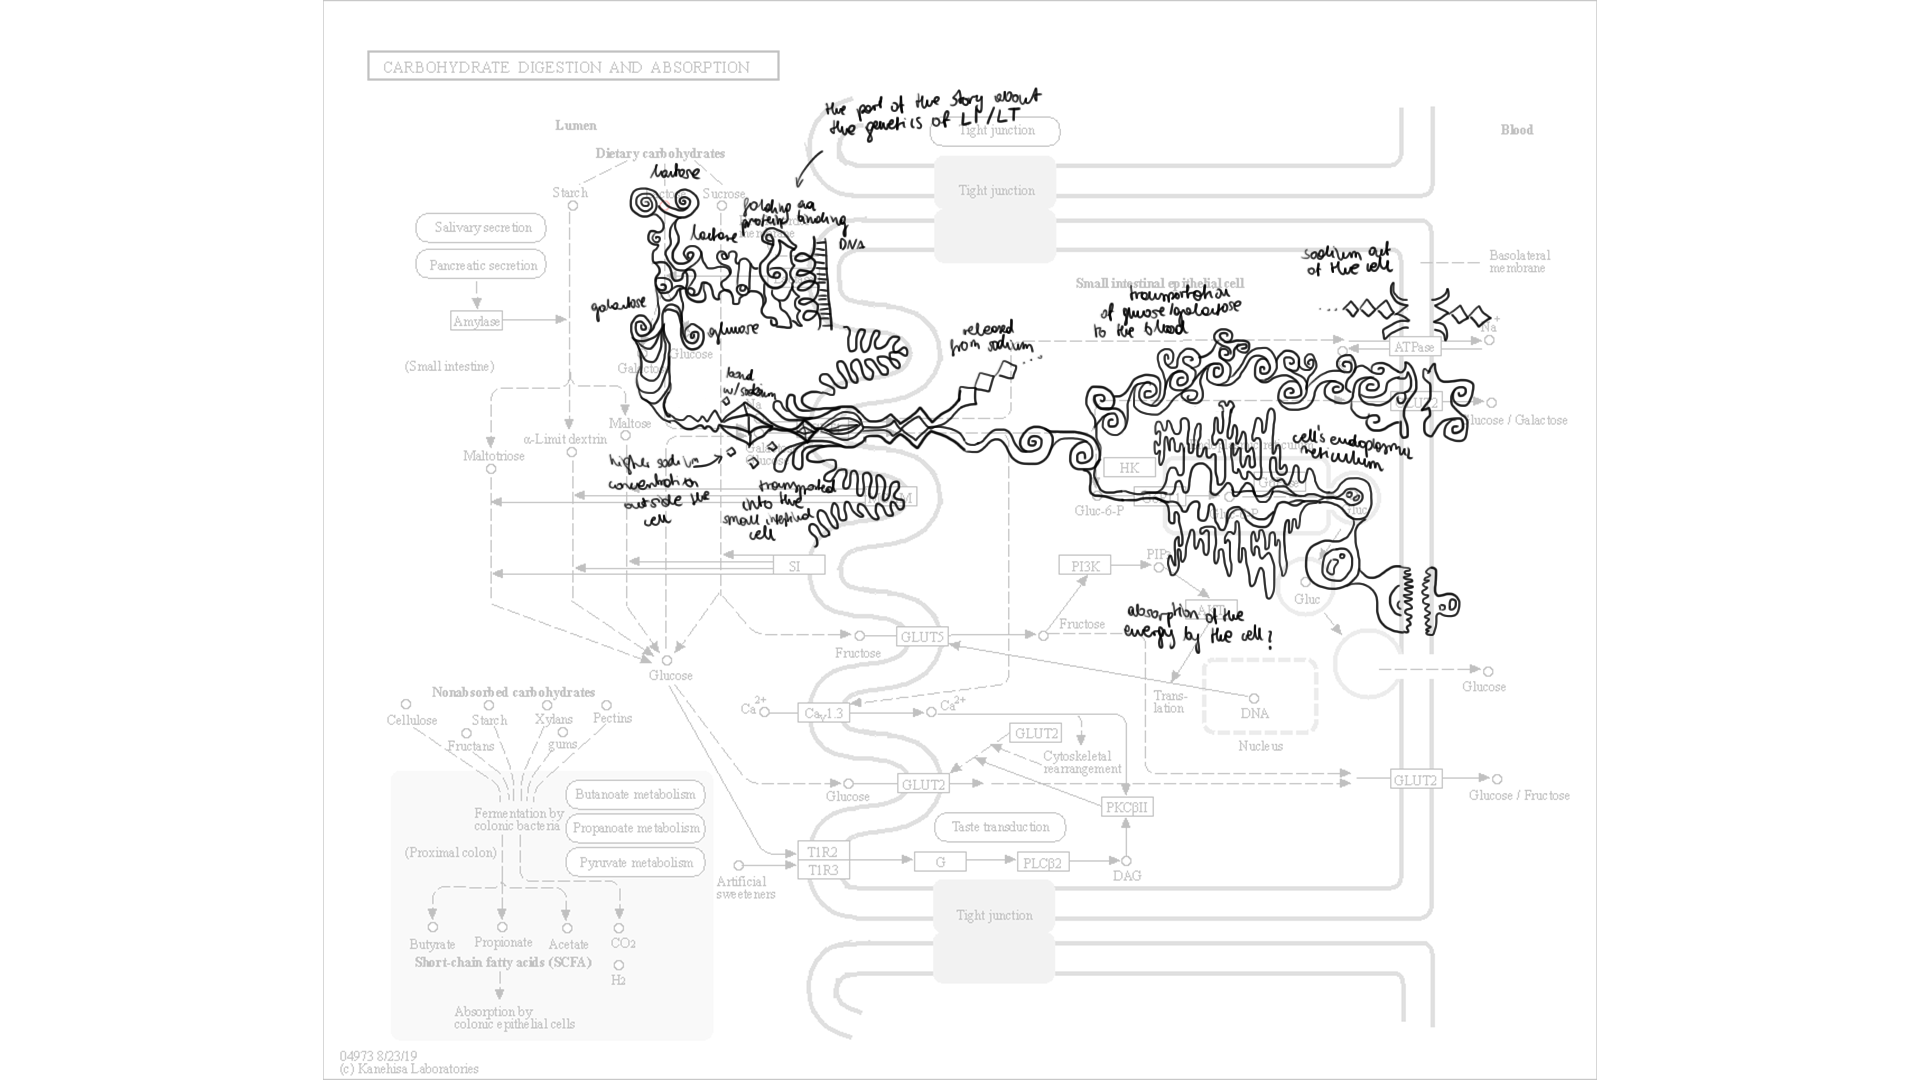 CARBOHYDRATE DIGESTION AND ABSORPTION
the part of the story about
the genetics of LP/LT
Tight junction
Lumen
Blood
Dietary carbohydrates
Tight junction
lactose
Starch
Sucrose
Salivary secretion
folding aa
protein binding
lactase
DNA
Pancreatic secretion
sodium out
of the cell
Basolateral
membrane
Small intestinal epithelial cell
transportation
of glucose/galactose
to the blood
galactose
glucose
Amylase
released
from sodium
Na+
ATPase
Glucose
(Small intestine)
bond
w/sodium
Na
GLUT2
Glucose / Galactose
Maltose
α-Limit dextrin
Maltotriose
cell's endoplasmic
reticulum
higher sodium
concentration
outside the
cell
transported
into the
small intestinal
cell
HK
Gluc-6-P
Gluc
SI
PI3K
PIP3
Gluc
absorption of the
energy by the cell?
Fructose
GLUT5
Fructose
Glucose
Trans-
lation
DNA
Nucleus
Glucose
Nonabsorbed carbohydrates
Cellulose
Starch
Xylans
Pectins
Fructans
gums
Ca2+
Cav1.3
Ca2+
GLUT2
Cytoskeletal
rearrangement
Glucose
GLUT2
GLUT2
Glucose / Fructose
Butanoate metabolism
Fermentation by
colonic bacteria
Propanoate metabolism
PKCβII
Taste transduction
(Proximal colon)
Pyruvate metabolism
T1R2
T1R3
G
PLCβ2
DAG
Artificial
sweeteners
Butyrate
Propionate
Acetate
CO2
Short-chain fatty acids (SCFA)
H2
Tight junction
Absorption by
colonic epithelial cells
04973 8/23/19
(c) Kanehisa Laboratories